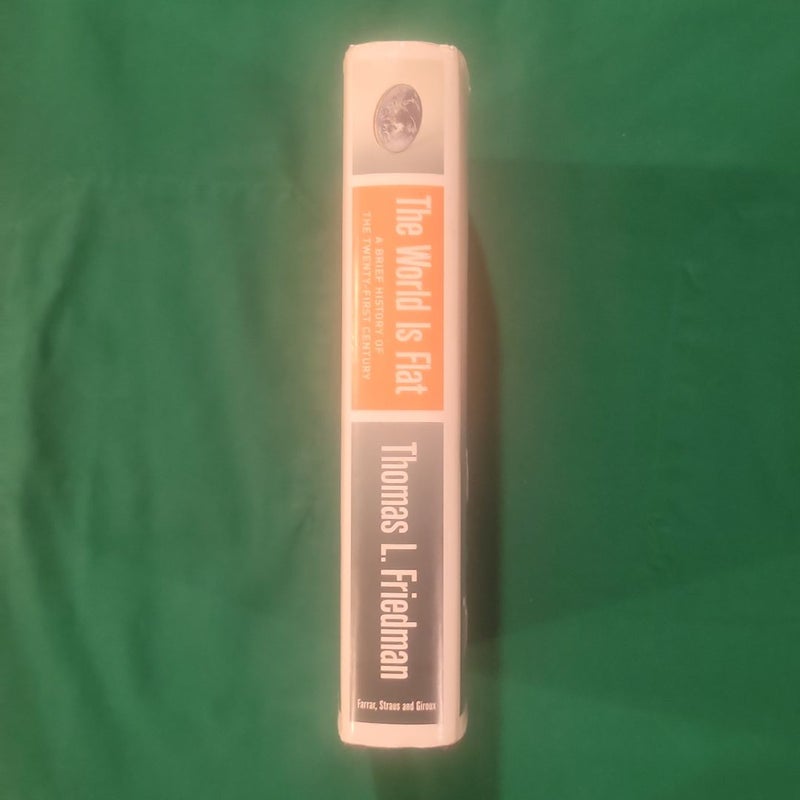 The World Is Flat
A BRIEF HISTORY OF
THE TWENTY-FIRST CENTURY
Thomas L. Friedman
Farrar, Straus and Giroux